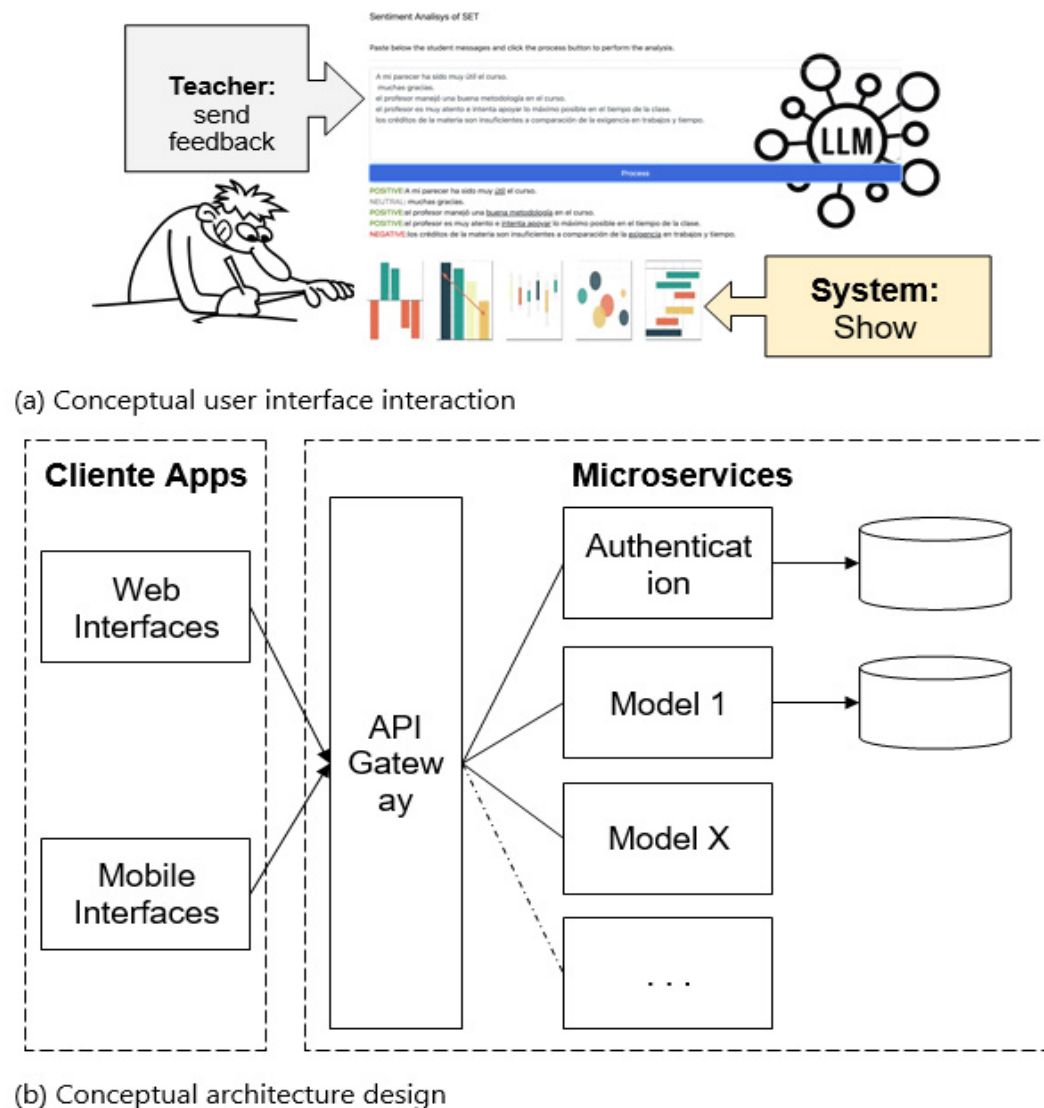 Sentiment Analisys of SET
Paste below the student messages and click the process button to perform the analysis.
Teacher:
send
feedback
A mi parecer ha sido muy útil el curso.
muchas gracias.
el profesor manejó una buena metodología en el curso.
el profesor es muy atento e intenta apoyar lo máximo posible en el tiempo de la clase.
los créditos de la materia son insuficientes a comparación de la exigencia en trabajos y tiempo.
LLM
Process
POSITIVE:A mi parecer ha sido muy útil el curso.
NEUTRAL: muchas gracias.
POSITIVE:el profesor manejó una buena metodología en el curso.
POSITIVE:el profesor es muy atento e intenta apoyar lo máximo posible en el tiempo de la clase.
NEGATIVE:los créditos de la materia son insuficientes a comparación de la exigencia en trabajos y tiempo.
System:
Show
(a) Conceptual user interface interaction
Cliente Apps
Microservices
Web
Interfaces
Mobile
Interfaces
API
Gatew
ay
Authenticat
ion
Model 1
Model X
. . .
(b) Conceptual architecture design